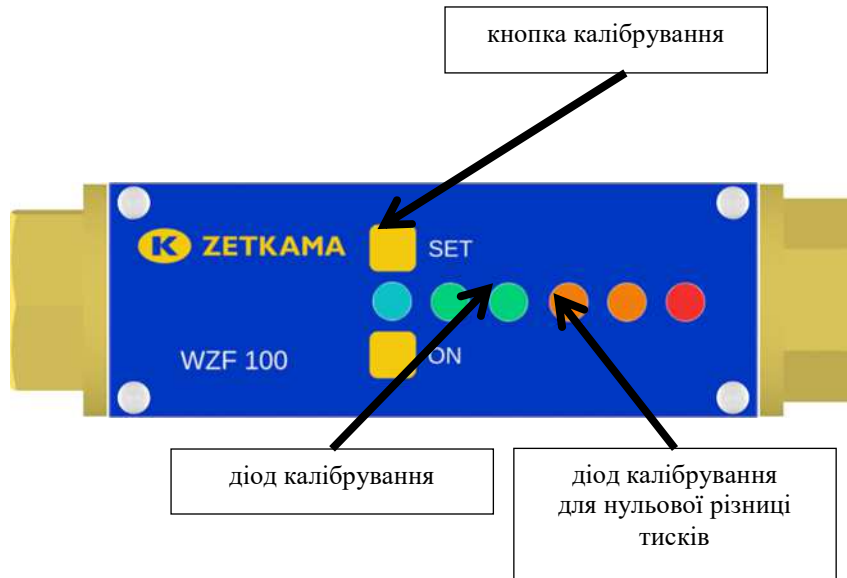 кнопка калібрування
K ZETKAMA
SET
WZF 100
ON
діод калібрування
діод калібрування
для нульової різниці
тисків